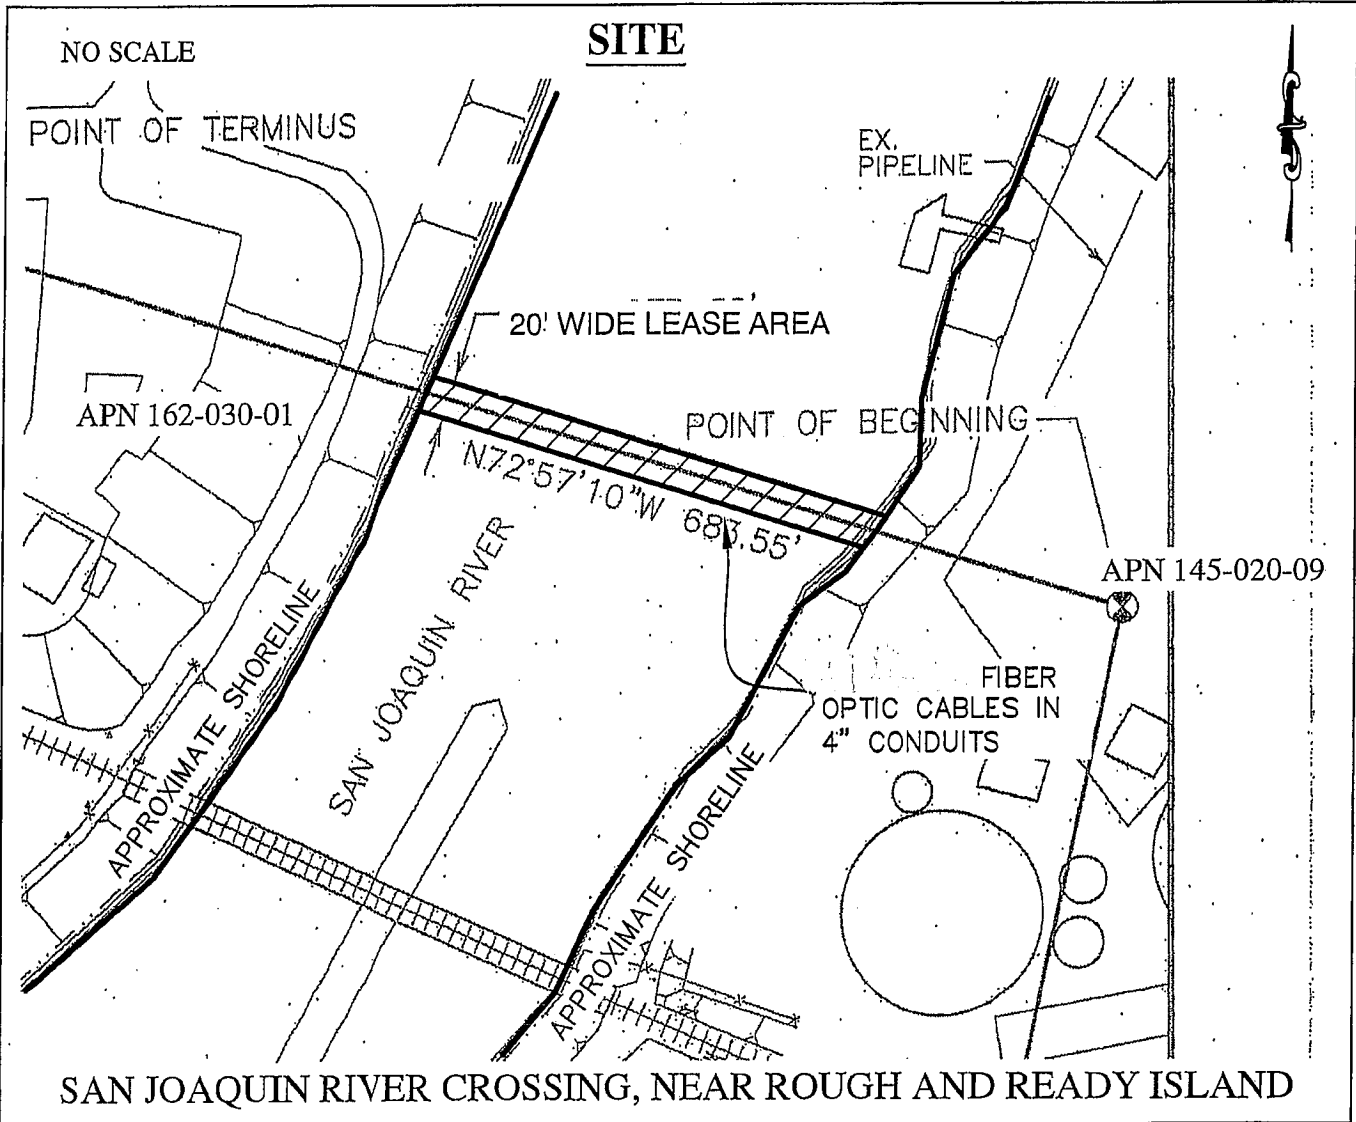 SITE
NO SCALE
POINT OF TERMINUS
EX.
PIPELINE
20' WIDE LEASE AREA
APN 162-030-01
POINT OF BEGINNING
N72°57'10"W 683.55'
APN 145-020-09
SAN JOAQUIN RIVER
APPROXIMATE SHORELINE
FIBER
OPTIC CABLES IN
4" CONDUITS
APPROXIMATE SHORELINE
SAN JOAQUIN RIVER CROSSING, NEAR ROUGH AND READY ISLAND